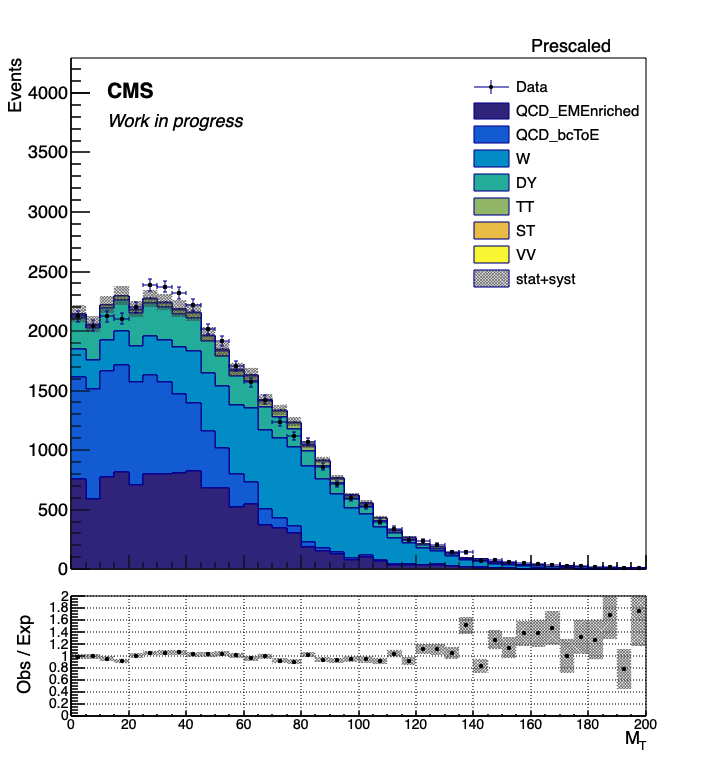 Prescaled
Events
CMS
Work in progress
Data
QCD_EMEnriched
QCD_bcToE
W
DY
TT
ST
VV
stat+syst
4000
3500
3000
2500
2000
1500
1000
500
0
Obs / Exp
2
1.8
1.6
1.4
1.2
1
0.8
0.6
0.4
0.2
0
0 20 40 60 80 100 120 140 160 180 200
M_T